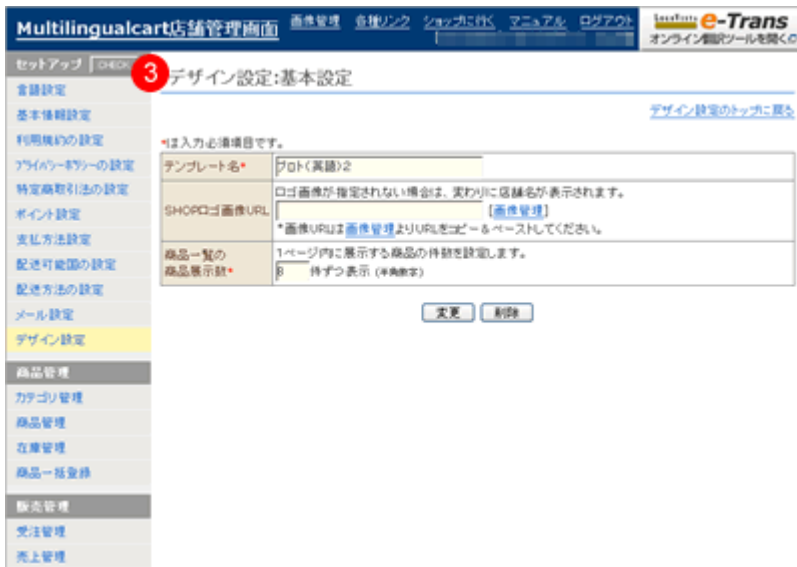 Multilingualcart店舗管理画面
画像管理 各種リンク ショップに行く マニュアル ログアウト
e-Trans
オンライン翻訳ツールを開く
セットアップ CHECK
3
デザイン設定:基本設定
デザイン設定のトップに戻る
言語設定
基本情報設定
利用規約の設定
プライバシーポリシーの設定
特定商取引法の設定
ポイント設定
支払方法設定
配送可能国の設定
配送方法の設定
メール設定
デザイン設定
商品管理
カテゴリ管理
商品管理
在庫管理
商品一括登録
販売管理
受注管理
売上管理
*は入力必須項目です。
テンプレート名* プロト(英語)2
SHOPロゴ画像URL
ロゴ画像が指定されない場合は、変わりに店舗名が表示されます。
[画像管理]
*画像URLは画像管理よりURLをコピー&ペーストしてください。
商品一覧の
商品展示数*
1ページ内に展示する商品の件数を設定します。
8 件ずつ表示 (半角数字)
変更 削除